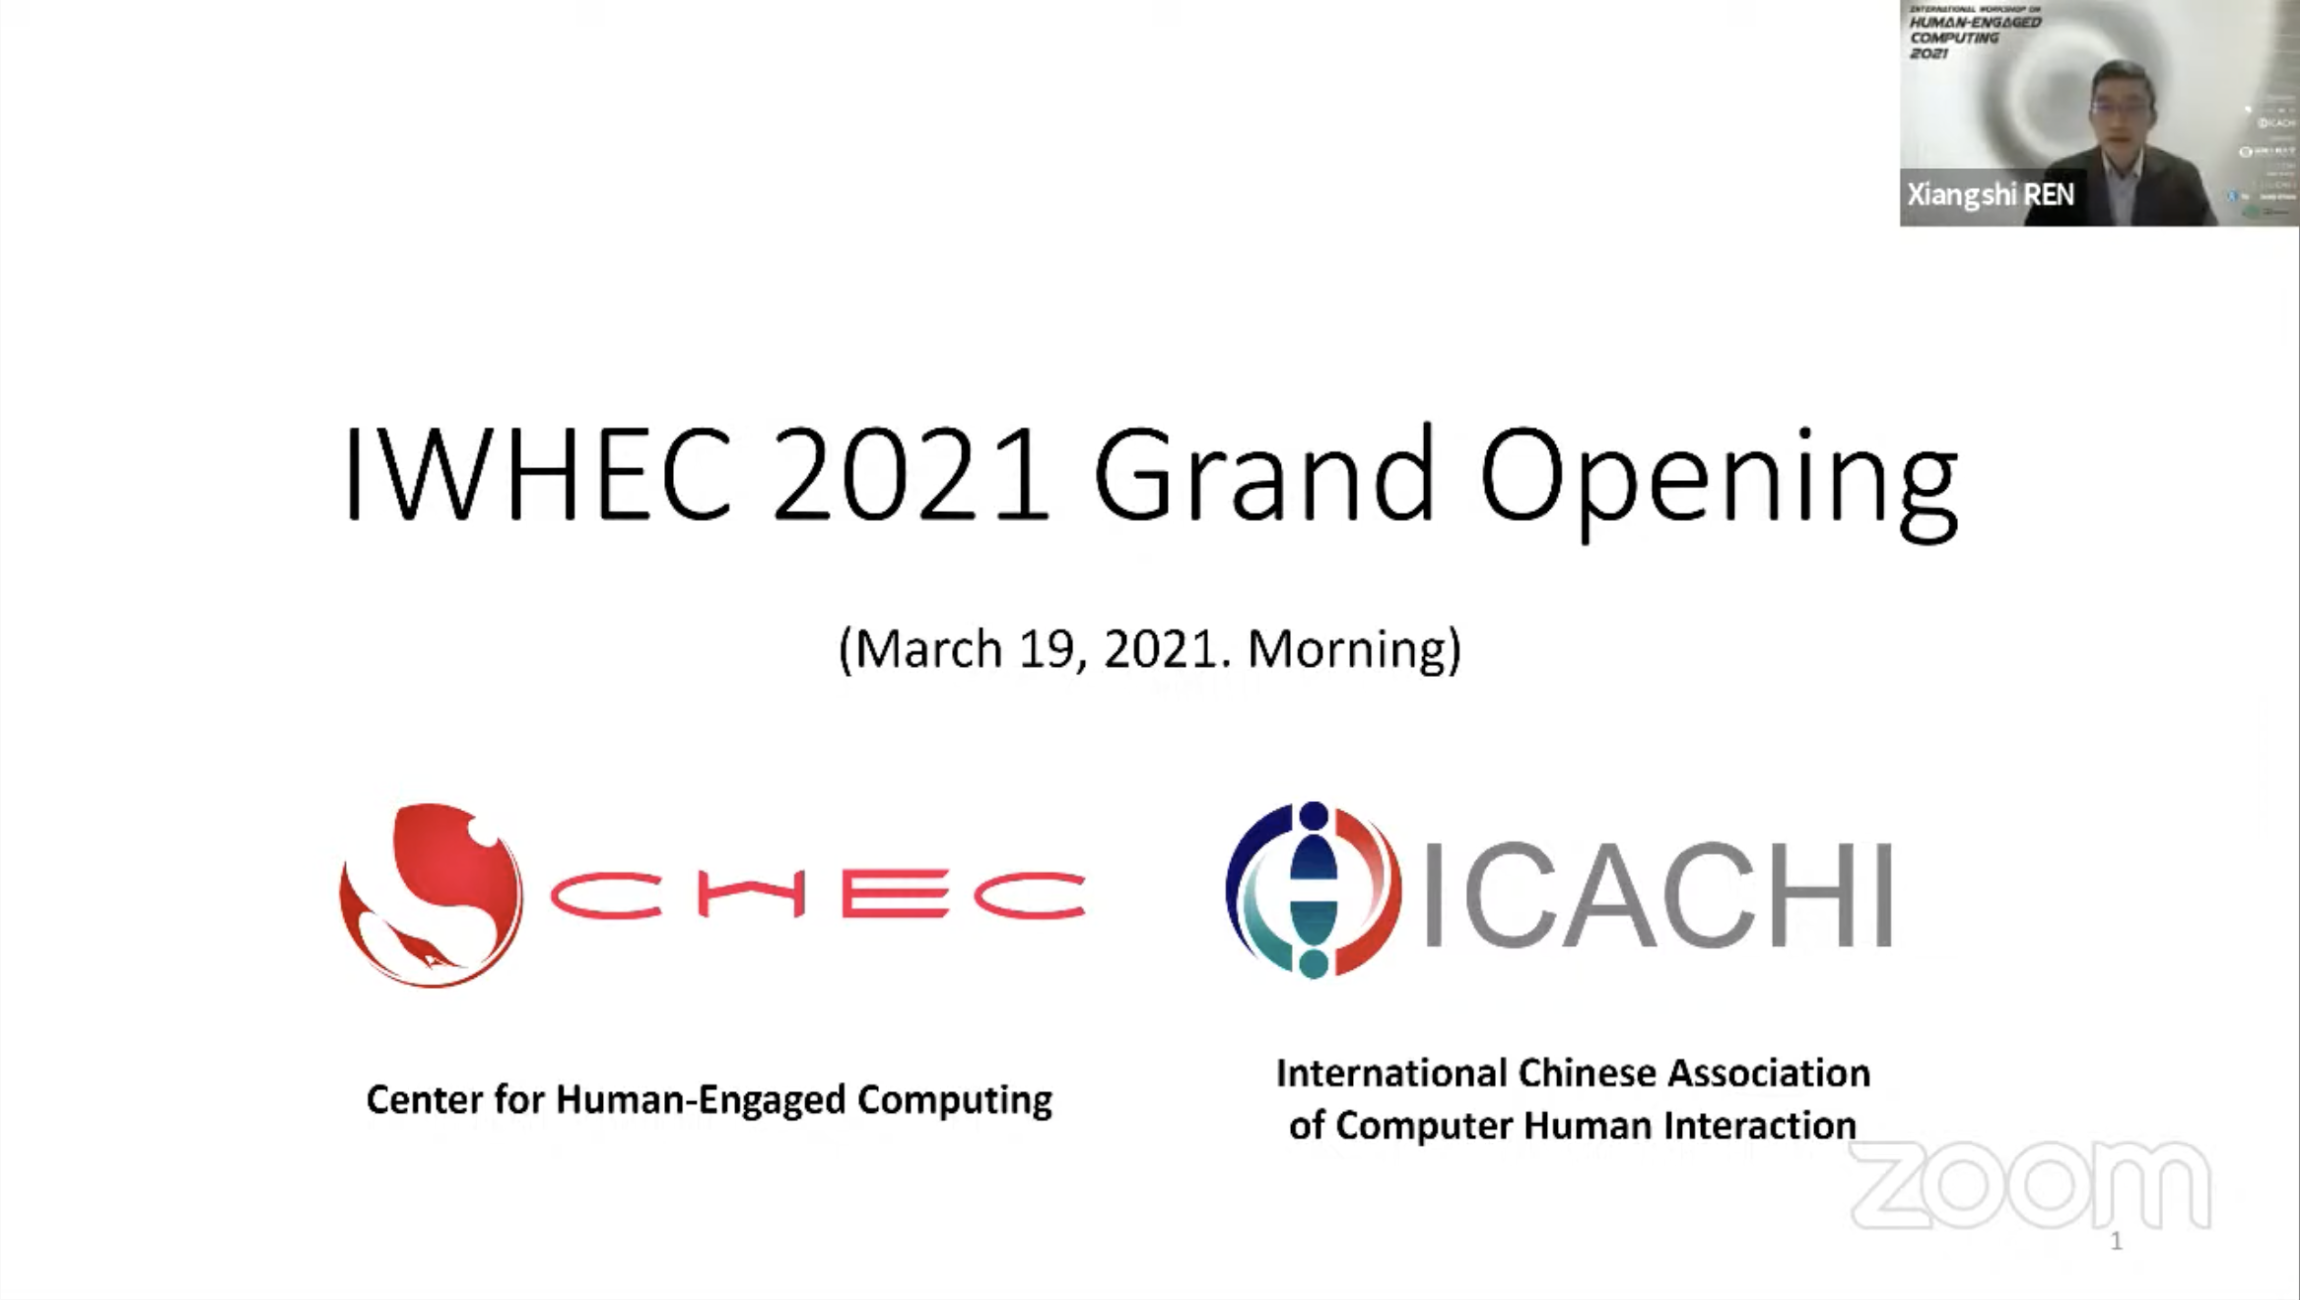 INTERNATIONAL WORKSHOP ON
HUMAN-ENGAGED
COMPUTING
2021
ICACHI
Xiangshi REN
IWHEC 2021 Grand Opening
(March 19, 2021. Morning)
CHEC
ICACHI
Center for Human-Engaged Computing
International Chinese Association
of Computer Human Interaction
zoom
1